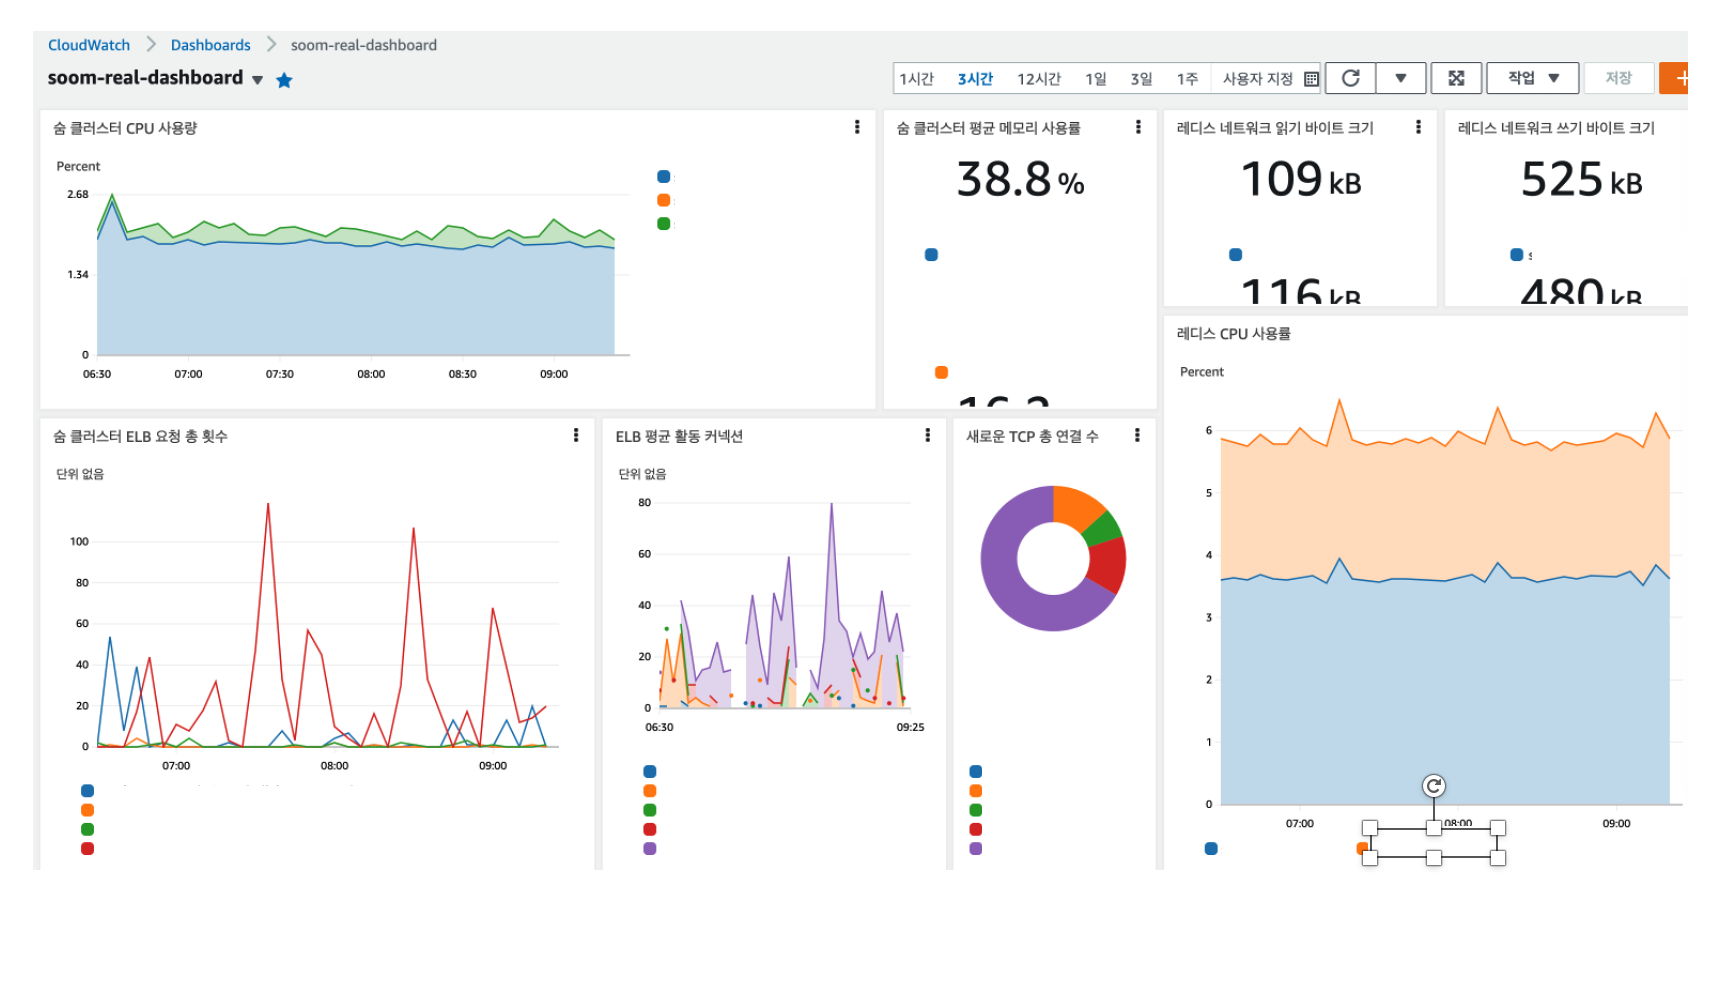 CloudWatch > Dashboards > soom-real-dashboard
soom-real-dashboard
1시간 3시간 12시간 1일 3일 1주 사용자 지정
작업
저장
숨 클러스터 CPU 사용량
Percent
2.68
1.34
0
06:30 07:00 07:30 08:00 08:30 09:00
숨 클러스터 평균 메모리 사용률
38.8 %
레디스 네트워크 읽기 바이트 크기
109 kB
116 kB
레디스 네트워크 쓰기 바이트 크기
525 kB
480 kB
숨 클러스터 ELB 요청 총 횟수
단위 없음
100
80
60
40
20
0
07:00 08:00 09:00
ELB 평균 활동 커넥션
단위 없음
80
60
40
20
0
06:30 09:25
새로운 TCP 총 연결 수
레디스 CPU 사용률
Percent
6
5
4
3
2
1
0
07:00 08:00 09:00